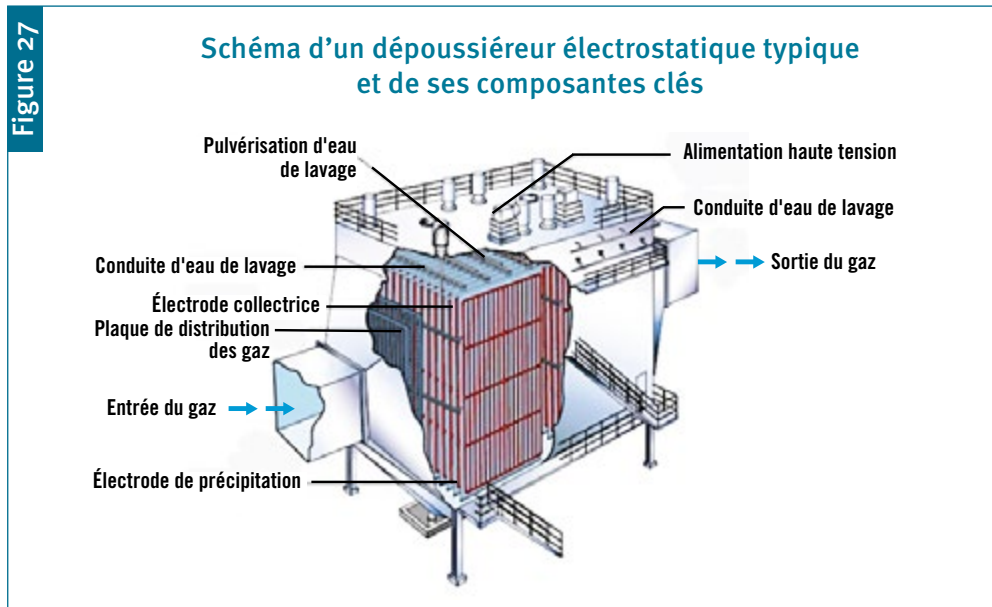 Figure 27
Schéma d'un dépoussiéreur électrostatique typique
et de ses composantes clés
Pulvérisation d'eau
de lavage
Alimentation haute tension
Conduite d'eau de lavage
Conduite d'eau de lavage
Sortie du gaz
Électrode collectrice
Plaque de distribution
des gaz
Entrée du gaz
Électrode de précipitation